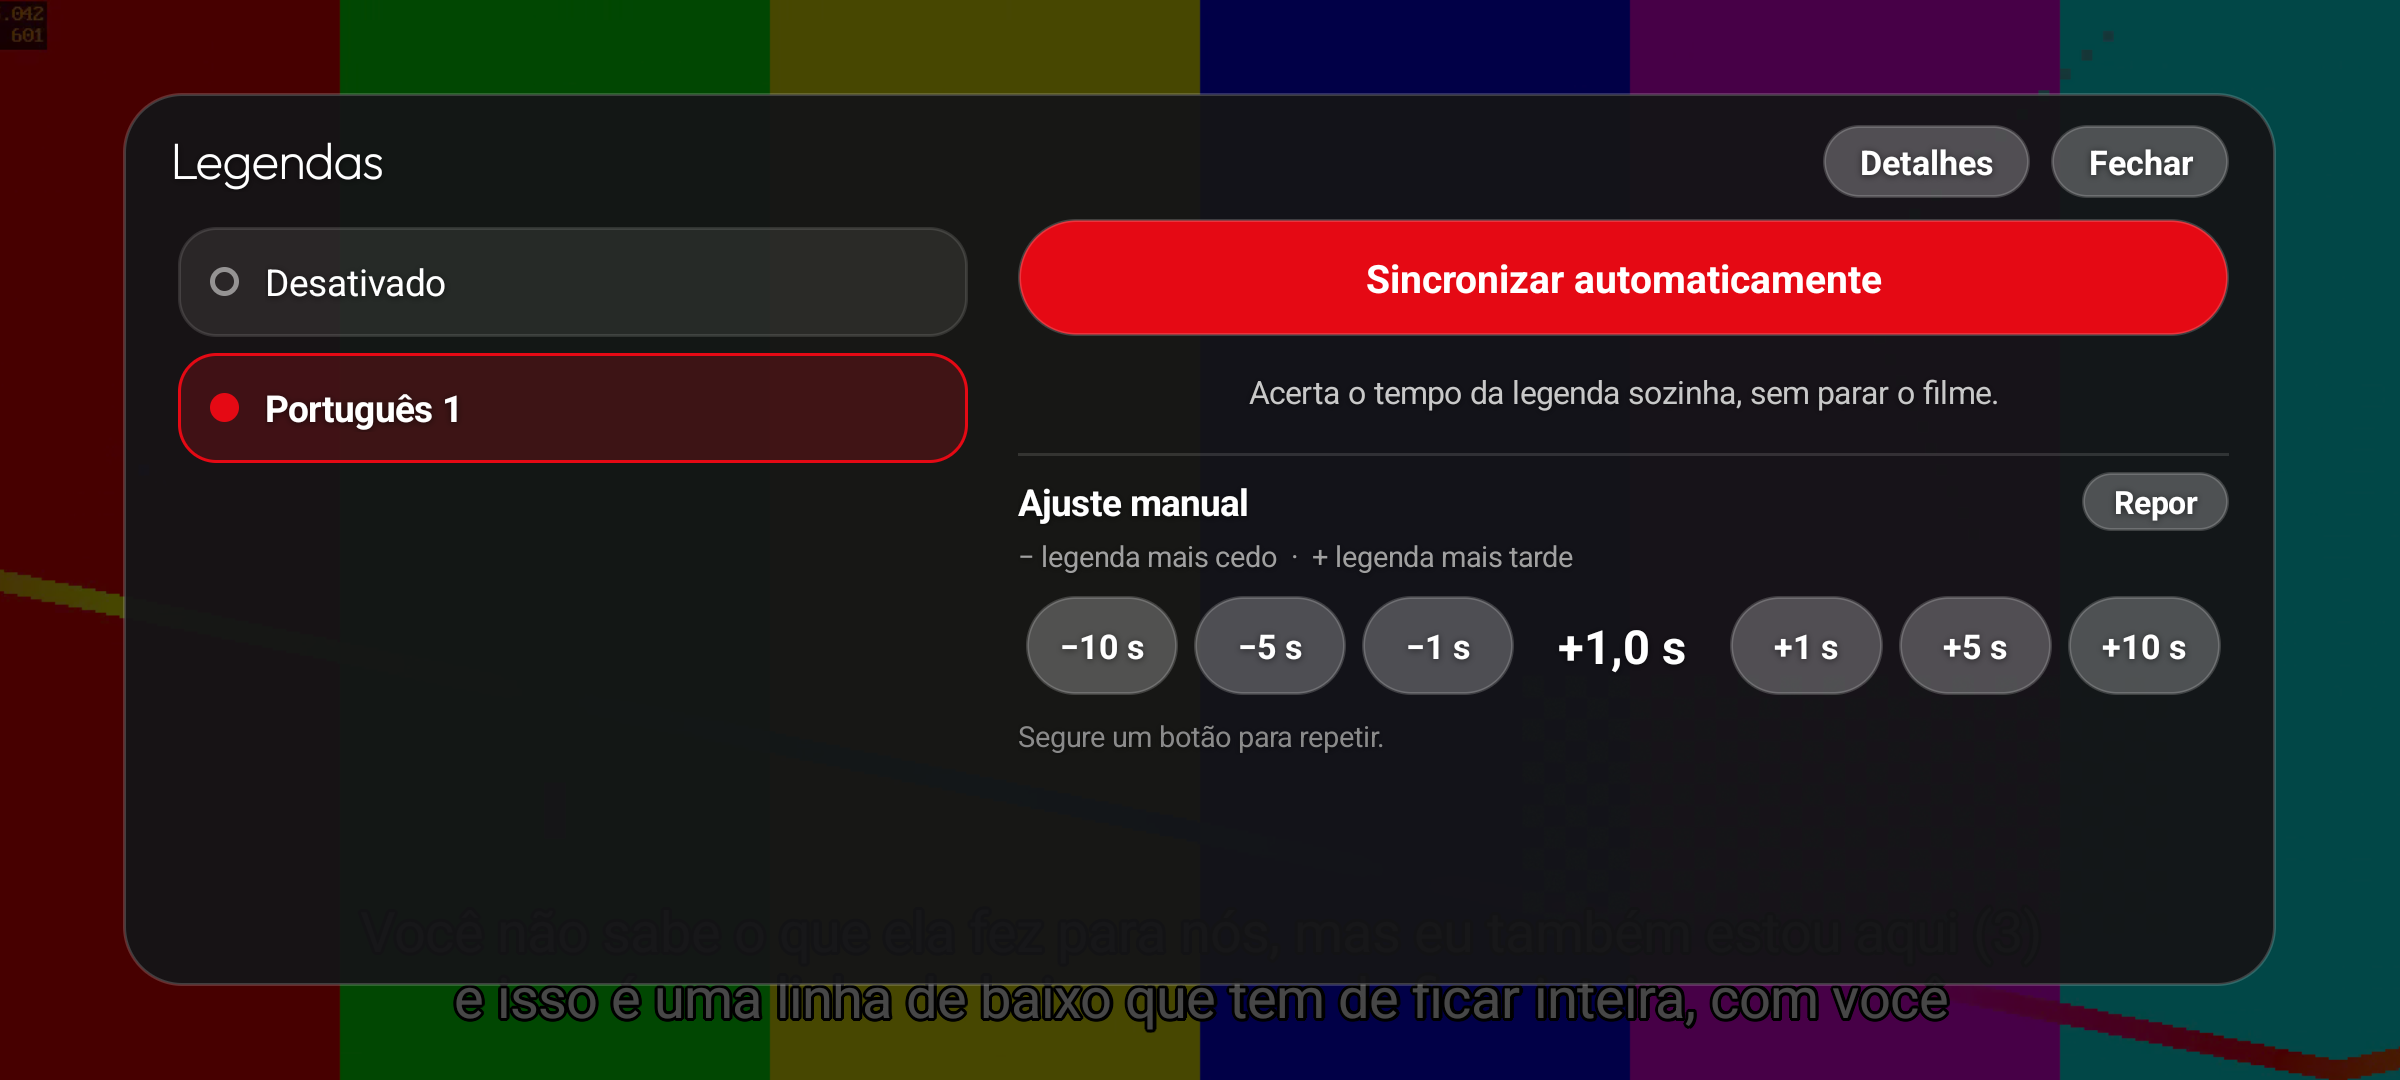 .042
601
Legendas
Detalhes
Fechar
Desativado
Português 1
Sincronizar automaticamente
Acerta o tempo da legenda sozinha, sem parar o filme.
Ajuste manual
Repor
− legenda mais cedo · + legenda mais tarde
−10 s
−5 s
−1 s
+1,0 s
+1 s
+5 s
+10 s
Segure um botão para repetir.
Você não sabe o que ela fez para nós, mas eu também estou aqui (3)
e isso é uma linha de baixo que tem de ficar inteira, com você